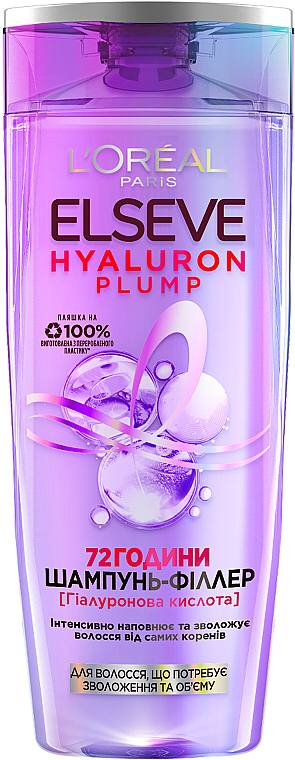 L'ORÉAL
PARIS
ELSEVE
HYALURON
PLUMP
ПЛЯШКА НА
100%
ВИГОТОВЛЕНА З ПЕРЕРОБЛЕНОГО
ПЛАСТИКУ*
72ГОДИНИ
ШАМПУНЬ-ФІЛЛЕР
[Гіалуронова кислота]
Інтенсивно наповнює та зволожує
волосся від самих коренів
ДЛЯ ВОЛОССЯ, ЩО ПОТРЕБУЄ
ЗВОЛОЖЕННЯ ТА ОБ'ЄМУ